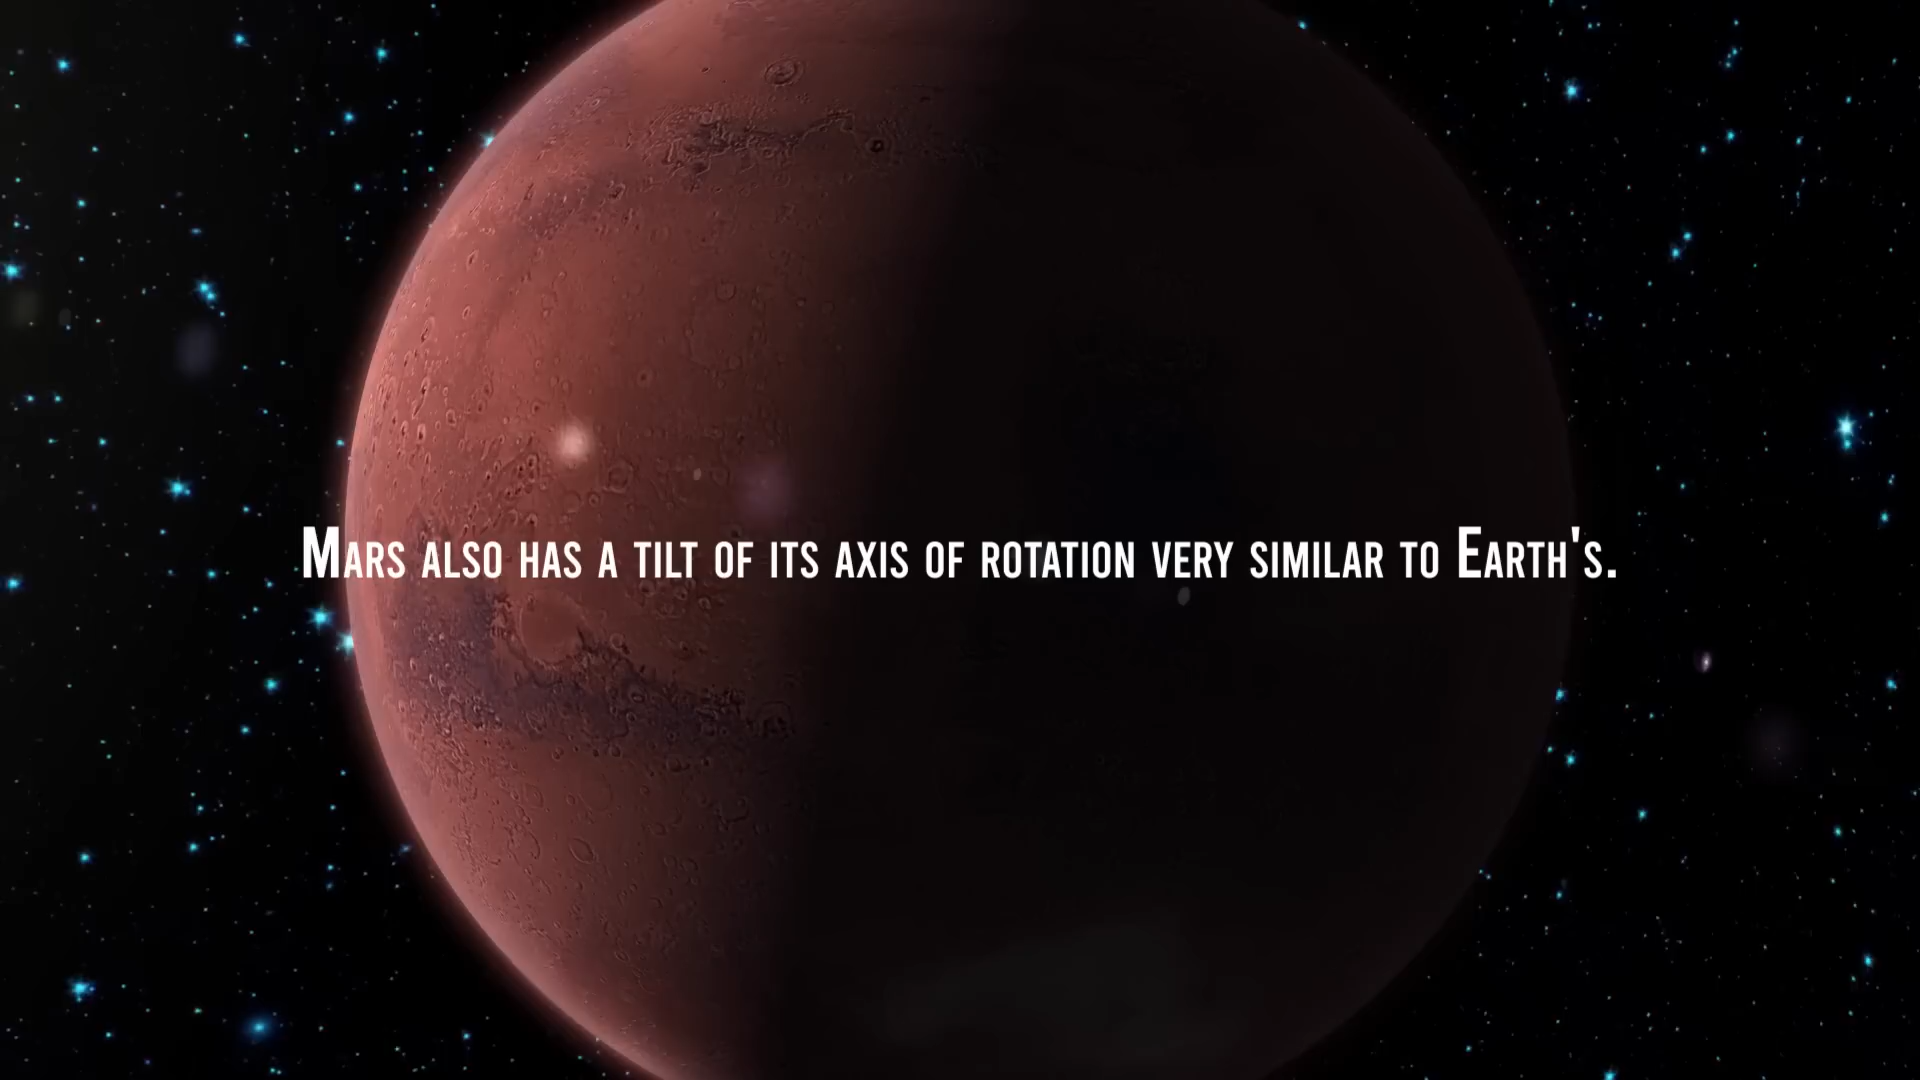 Mars also has a tilt of its axis of rotation very similar to Earth's.